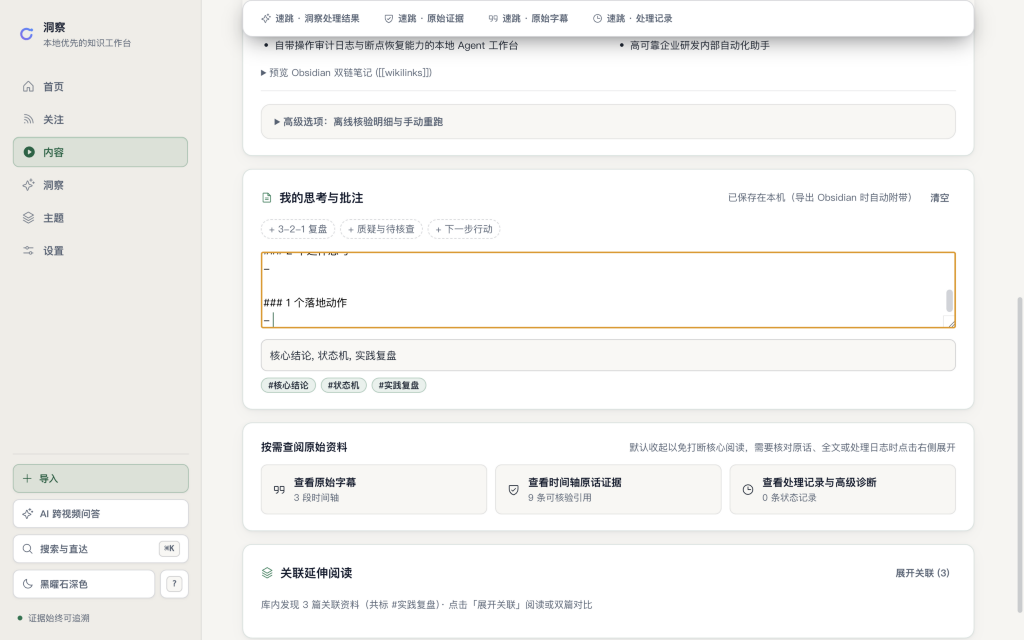 洞察
本地优先的知识工作台
首页
关注
内容
洞察
主题
设置
导入
AI 跨视频问答
搜索与直达 ⌘K
黑曜石深色 ?
证据始终可追溯
速跳 · 洞察处理结果 速跳 · 原始证据 速跳 · 原始字幕 速跳 · 处理记录
• 自带操作审计日志与断点恢复能力的本地 Agent 工作台 • 高可靠企业研发内部自动化助手
▶ 预览 Obsidian 双链笔记 ([[wikilinks]])
▶ 高级选项：离线核验明细与手动重跑
我的思考与批注 已保存在本机（导出 Obsidian 时自动附带） 清空
+ 3-2-1 复盘 + 质疑与待核查 + 下一步行动
-
### 1 个落地动作
-
核心结论, 状态机, 实践复盘
#核心结论 #状态机 #实践复盘
按需查阅原始资料 默认收起以免打断核心阅读，需要核对原话、全文或处理日志时点击右侧展开
查看原始字幕
3 段时间轴
查看时间轴原话证据
9 条可核验引用
查看处理记录与高级诊断
0 条状态记录
关联延伸阅读 展开关联 (3)
库内发现 3 篇关联资料（共标 #实践复盘）· 点击「展开关联」阅读或双篇对比